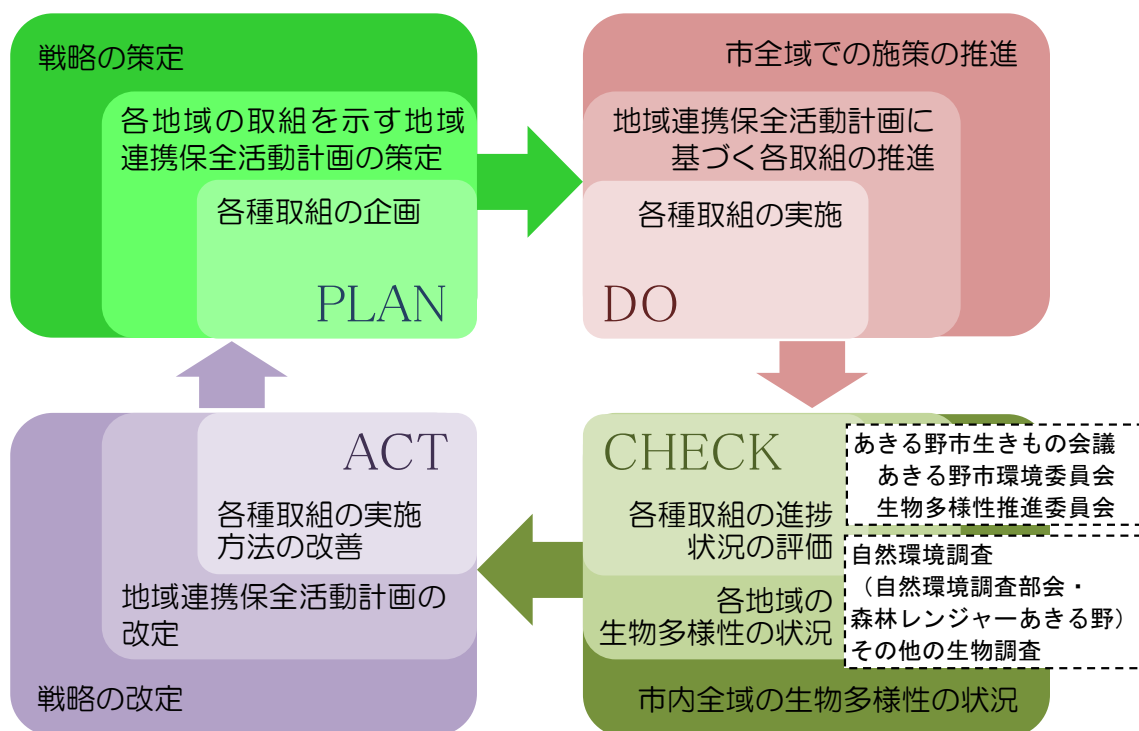 戦略の策定
各地域の取組を示す地域
連携保全活動計画の策定
各種取組の企画
PLAN
市全域での施策の推進
地域連携保全活動計画に
基づく各取組の推進
各種取組の実施
DO
ACT
各種取組の実施
方法の改善
地域連携保全活動計画の
改定
戦略の改定
CHECK
各種取組の進捗
状況の評価
各地域の
生物多様性の状況
市内全域の生物多様性の状況
あきる野市生きもの会議
あきる野市環境委員会
生物多様性推進委員会
自然環境調査
（自然環境調査部会・
森林レンジャーあきる野）
その他の生物調査